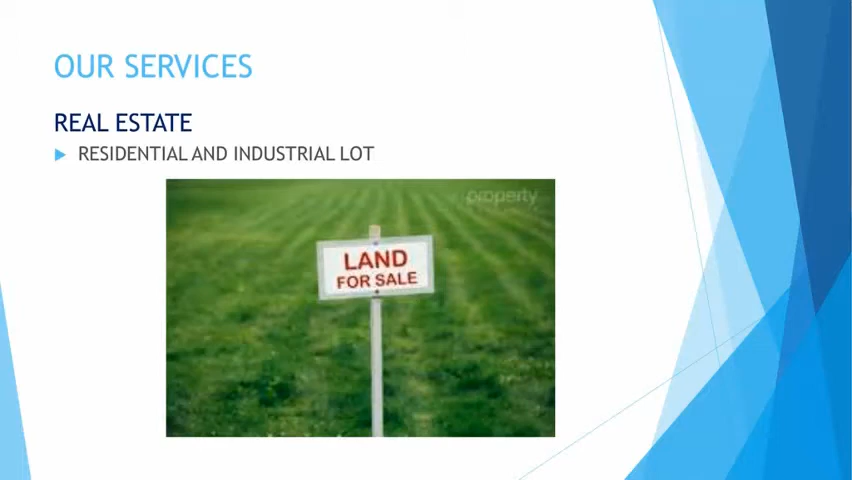 OUR SERVICES
REAL ESTATE
RESIDENTIAL AND INDUSTRIAL LOT
property
LAND
FOR SALE